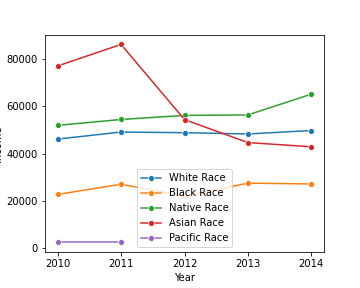 80000
60000
40000
20000
0
White Race
Black Race
Native Race
Asian Race
Pacific Race
2010 2011 2012 2013 2014
Year